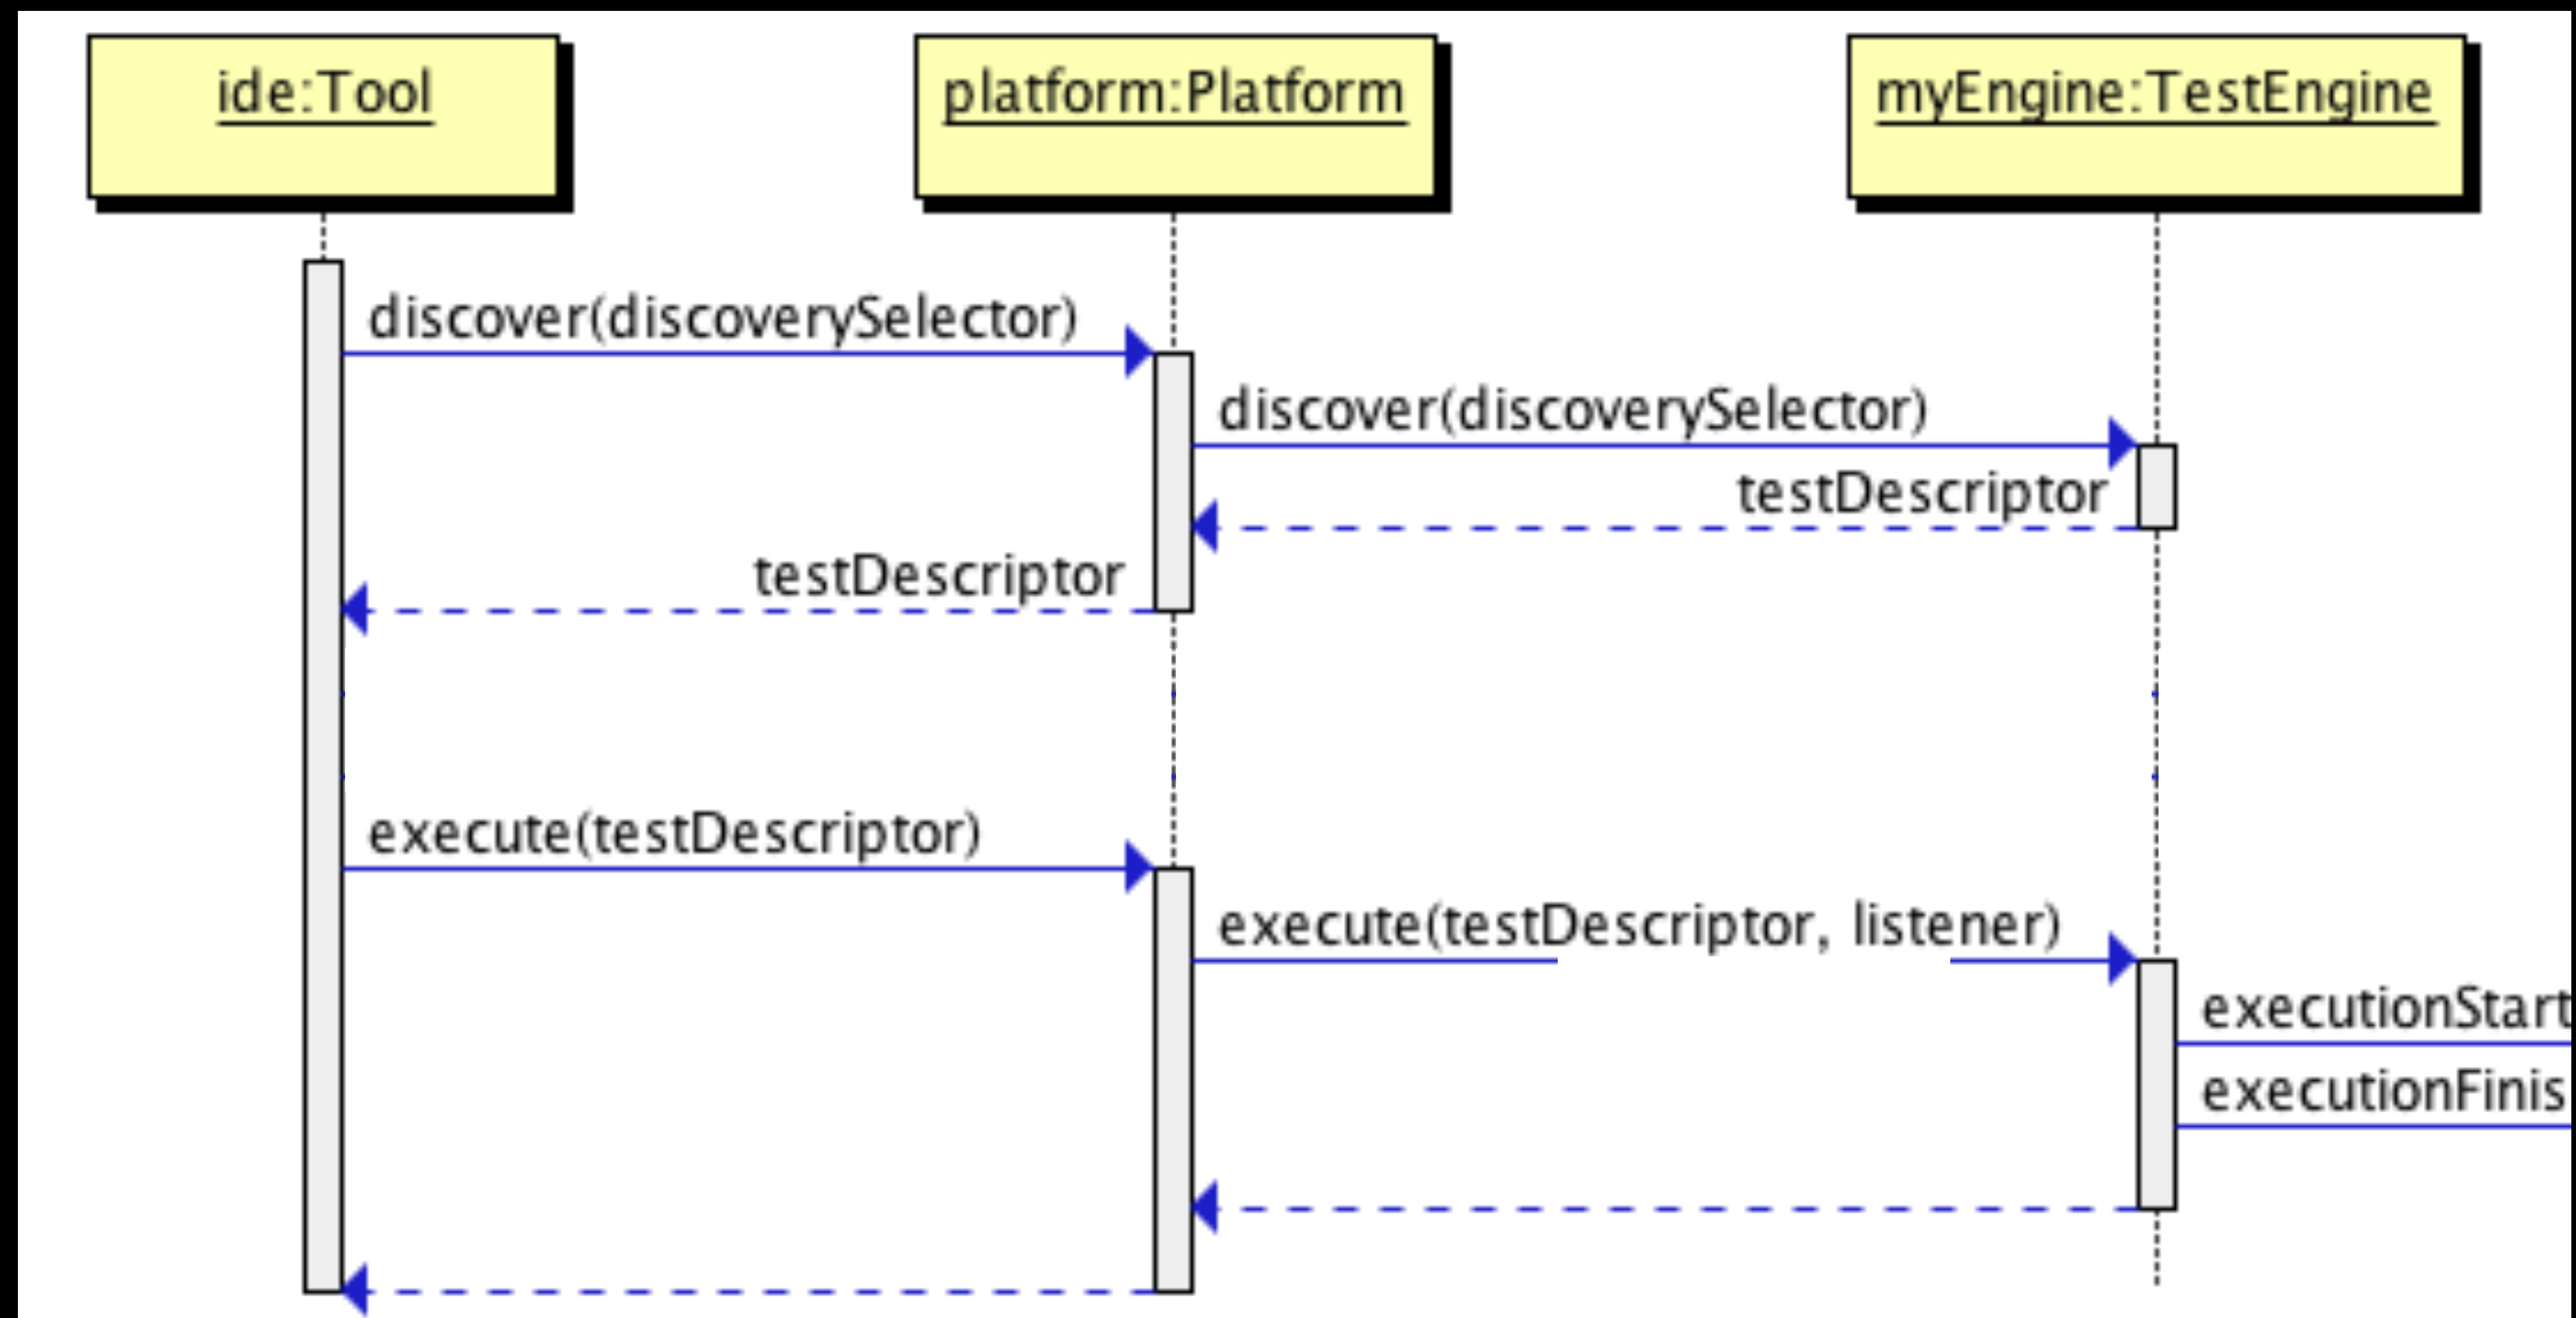 ide:Tool
platform:Platform
myEngine:TestEngine
discover(discoverySelector)
discover(discoverySelector)
testDescriptor
testDescriptor
execute(testDescriptor)
execute(testDescriptor, listener)
executionStart
executionFinis